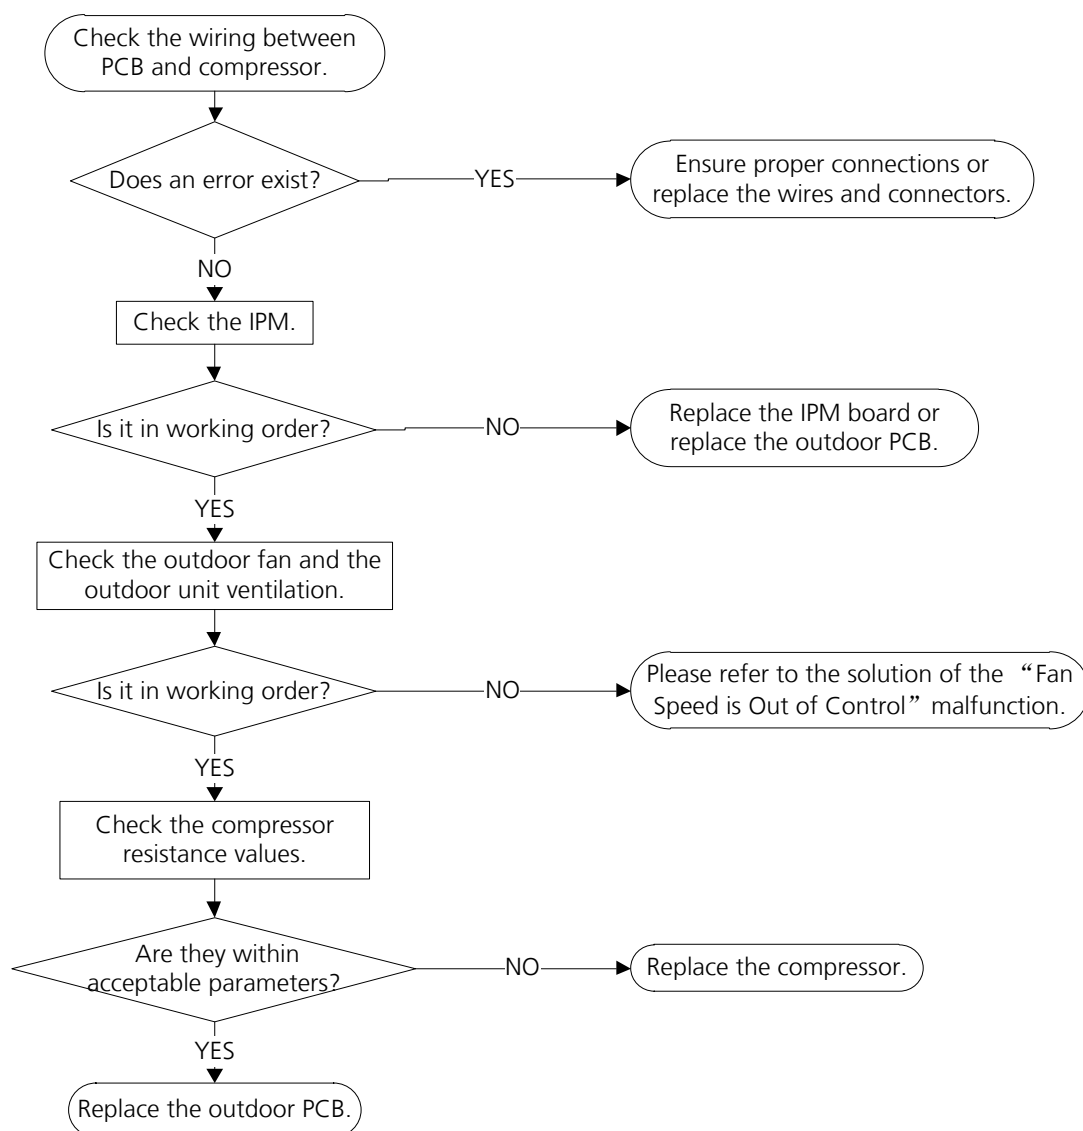 Check the wiring between
PCB and compressor.
Does an error exist?
YES
Ensure proper connections or
replace the wires and connectors.
NO
Check the IPM.
Is it in working order?
NO
Replace the IPM board or
replace the outdoor PCB.
YES
Check the outdoor fan and the
outdoor unit ventilation.
Is it in working order?
NO
Please refer to the solution of the “Fan
Speed is Out of Control” malfunction.
YES
Check the compressor
resistance values.
Are they within
acceptable parameters?
NO
Replace the compressor.
YES
Replace the outdoor PCB.